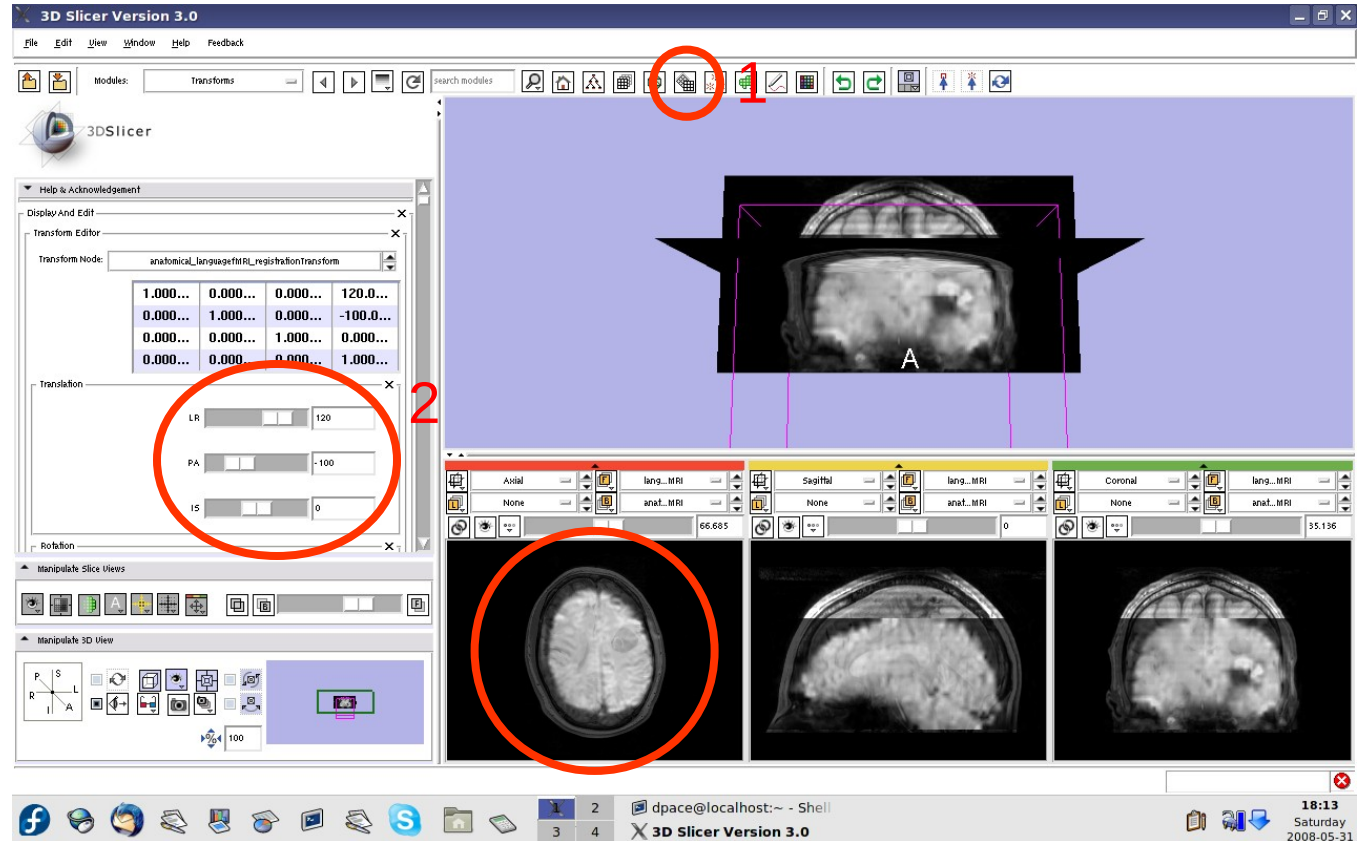 3D Slicer Version 3.0
File Edit View Window Help Feedback
Modules: Transforms search modules
1
3DSlicer
Help & Acknowledgement
Display And Edit
Transform Editor
Transform Node: anatomical_languagefMRI_registrationTransform
1.000... 0.000... 0.000... 120.0...
0.000... 1.000... 0.000... -100.0...
0.000... 0.000... 1.000... 0.000...
0.000... 0.000... 0.000... 1.000...
Translation
2
LR 120
PA -100
IS 0
Rotation
A
Axial lang...MRI
None anat...MRI
66.685
Sagittal lang...MRI
None anat...MRI
0
Coronal lang...MRI
None anat...MRI
35.136
Manipulate Slice Views
Manipulate 3D View
P S
R L
I A
% 100
1 2
3 4
dpace@localhost:~ - Shell
3D Slicer Version 3.0
18:13
Saturday
2008-05-31